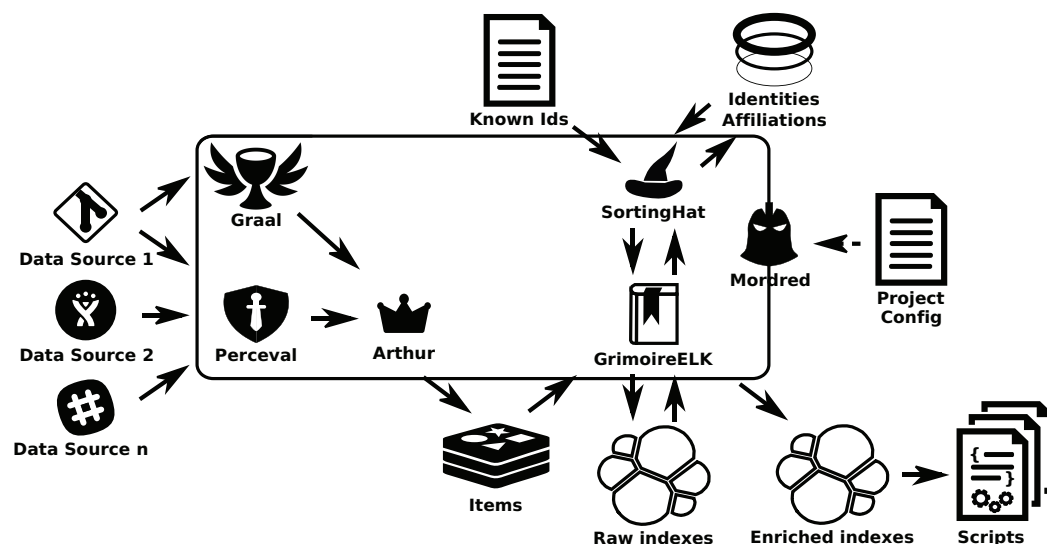 Known Ids
Identities
Affiliations
Graal
SortingHat
Data Source 1
Mordred
Project
Config
Data Source 2
Perceval
Arthur
GrimoireELK
Data Source n
Items
{
}
Raw indexes
Enriched indexes
Scripts